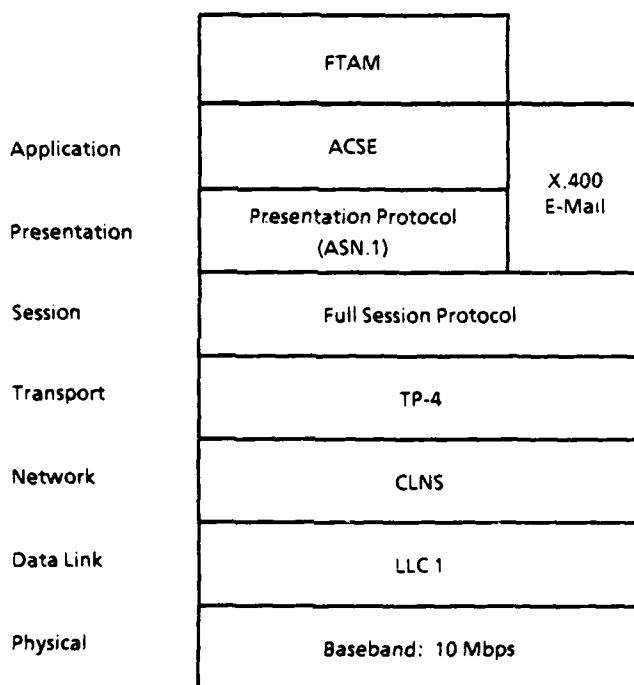 FTAM
Application
ACSE
X.400
E-Mail
Presentation
Presentation Protocol
(ASN.1)
Session
Full Session Protocol
Transport
TP-4
Network
CLNS
Data Link
LLC 1
Physical
Baseband: 10 Mbps